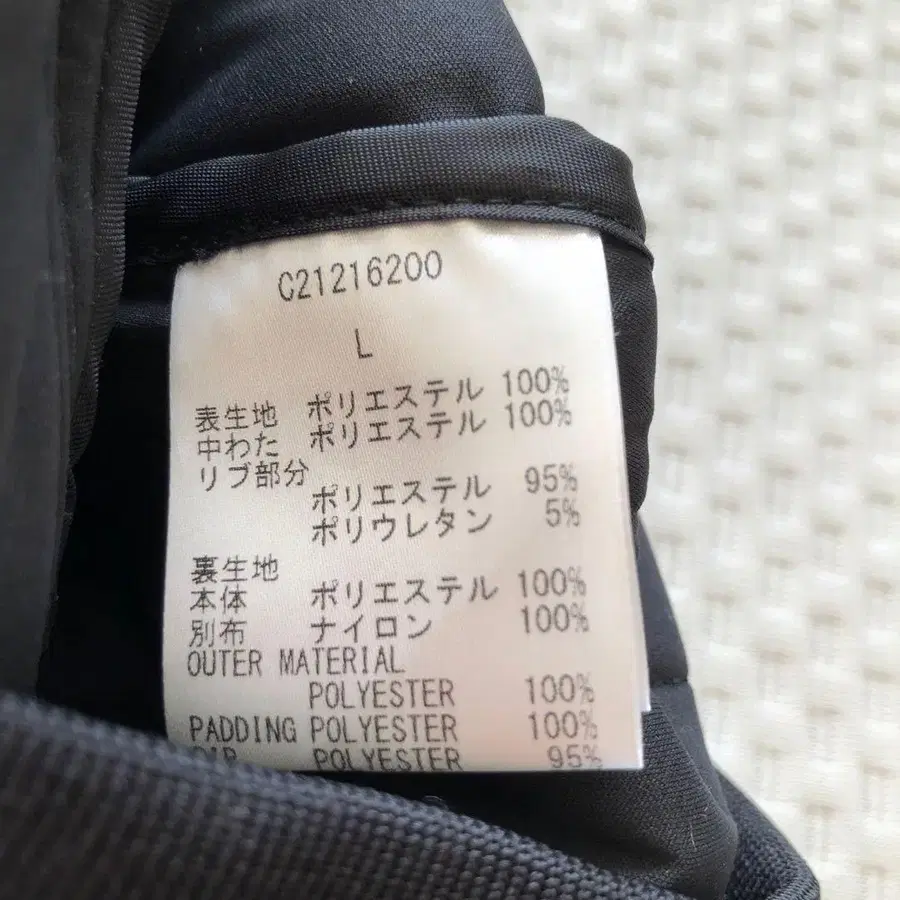 C21216200
L
表生地 ポリエステル 100%
中わた ポリエステル 100%
リブ部分
ポリエステル 95%
ポリウレタン 5%
裏生地
本体 ポリエステル 100%
別布 ナイロン 100%
OUTER MATERIAL
POLYESTER 100%
PADDING POLYESTER 100%
RIB POLYESTER 95%